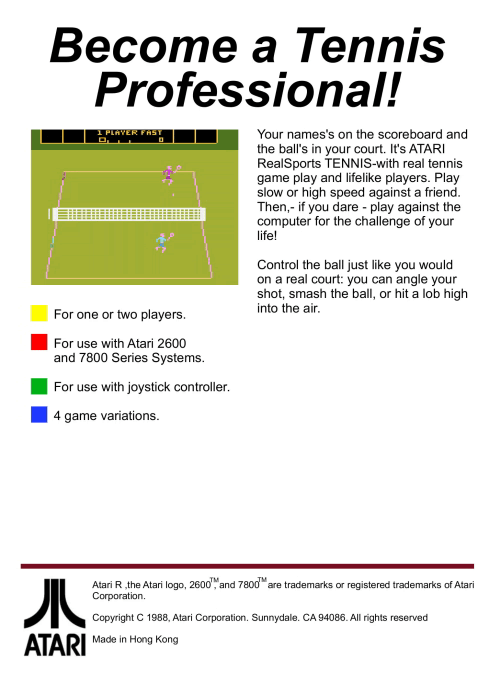 Become a Tennis
Professional!
1 PLAYER FAST
Your names's on the scoreboard and
the ball's in your court. It's ATARI
RealSports TENNIS-with real tennis
game play and lifelike players. Play
slow or high speed against a friend.
Then,- if you dare - play against the
computer for the challenge of your
life!
Control the ball just like you would
on a real court: you can angle your
shot, smash the ball, or hit a lob high
into the air.
For one or two players.
For use with Atari 2600
and 7800 Series Systems.
For use with joystick controller.
4 game variations.
Atari R ,the Atari logo, 2600™, and 7800™ are trademarks or registered trademarks of Atari
Corporation.
Copyright C 1988, Atari Corporation. Sunnydale. CA 94086. All rights reserved
Made in Hong Kong
ATARI